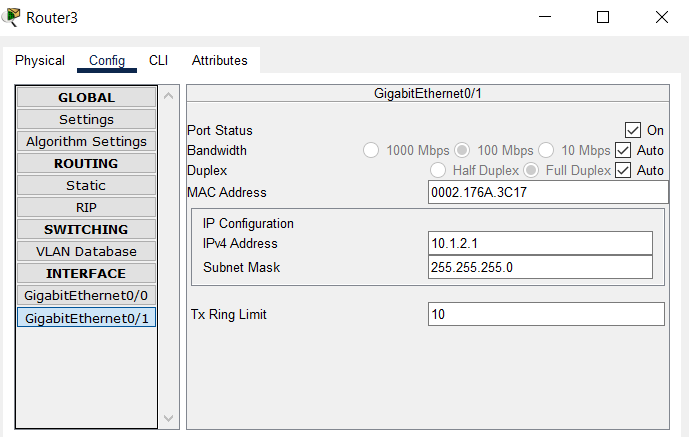 Router3
Physical Config CLI Attributes
GLOBAL
Settings
Algorithm Settings
ROUTING
Static
RIP
SWITCHING
VLAN Database
INTERFACE
GigabitEthernet0/0
GigabitEthernet0/1
GigabitEthernet0/1
Port Status On
Bandwidth 1000 Mbps 100 Mbps 10 Mbps Auto
Duplex Half Duplex Full Duplex Auto
MAC Address 0002.176A.3C17
IP Configuration
IPv4 Address 10.1.2.1
Subnet Mask 255.255.255.0
Tx Ring Limit 10